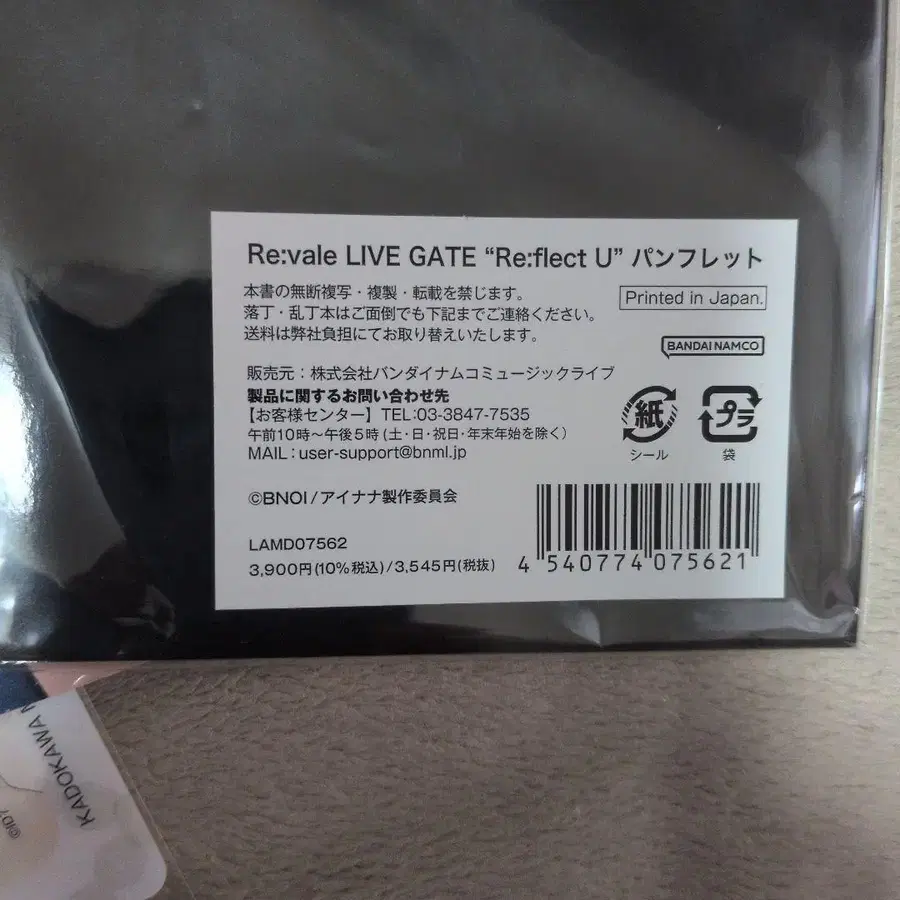 Re:vale LIVE GATE “Re:flect U” パンフレット
本書の無断複写・複製・転載を禁じます。
落丁・乱丁本はご面倒でも下記までご連絡ください。
送料は弊社負担にてお取り替えいたします。
Printed in Japan.
BANDAI NAMCO
販売元：株式会社バンダイナムコミュージックライブ
製品に関するお問い合わせ先
【お客様センター】TEL:03-3847-7535
午前10時～午後5時(土・日・祝日・年末年始を除く)
MAIL：user-support@bnml.jp
紙
シール
プラ
袋
©BNOI/アイナナ製作委員会
LAMD07562
3,900円(10%税込)/3,545円(税抜)
4 540774 075621
KADOKAWA